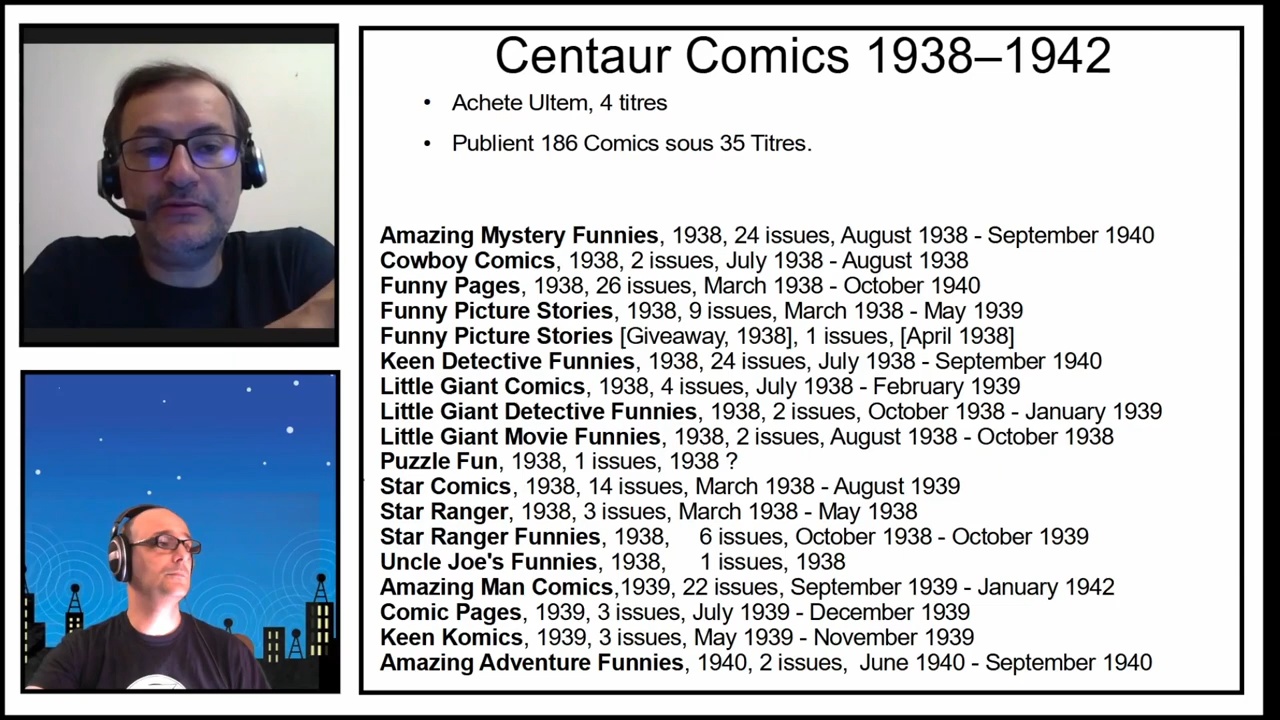 Centaur Comics 1938–1942
• Achete Ultem, 4 titres
• Publient 186 Comics sous 35 Titres.
Amazing Mystery Funnies, 1938, 24 issues, August 1938 - September 1940
Cowboy Comics, 1938, 2 issues, July 1938 - August 1938
Funny Pages, 1938, 26 issues, March 1938 - October 1940
Funny Picture Stories, 1938, 9 issues, March 1938 - May 1939
Funny Picture Stories [Giveaway, 1938], 1 issues, [April 1938]
Keen Detective Funnies, 1938, 24 issues, July 1938 - September 1940
Little Giant Comics, 1938, 4 issues, July 1938 - February 1939
Little Giant Detective Funnies, 1938, 2 issues, October 1938 - January 1939
Little Giant Movie Funnies, 1938, 2 issues, August 1938 - October 1938
Puzzle Fun, 1938, 1 issues, 1938 ?
Star Comics, 1938, 14 issues, March 1938 - August 1939
Star Ranger, 1938, 3 issues, March 1938 - May 1938
Star Ranger Funnies, 1938, 6 issues, October 1938 - October 1939
Uncle Joe's Funnies, 1938, 1 issues, 1938
Amazing Man Comics,1939, 22 issues, September 1939 - January 1942
Comic Pages, 1939, 3 issues, July 1939 - December 1939
Keen Komics, 1939, 3 issues, May 1939 - November 1939
Amazing Adventure Funnies, 1940, 2 issues, June 1940 - September 1940